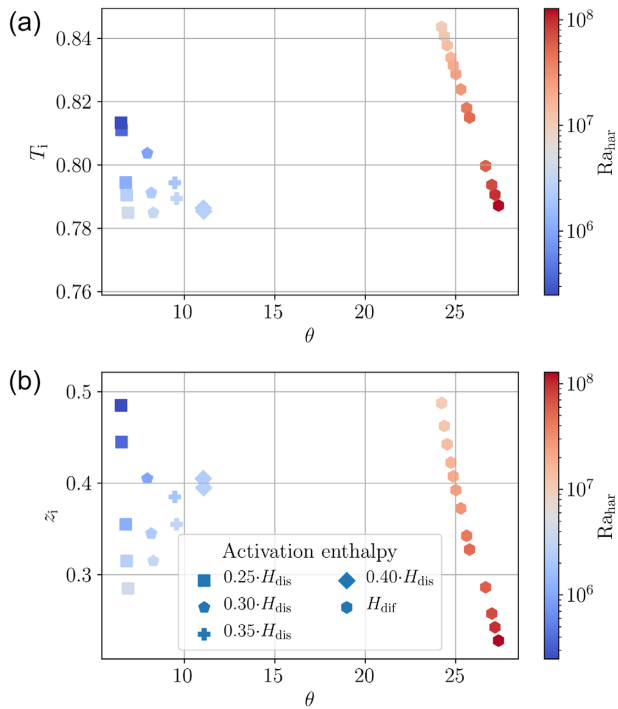 (a)
0.84
0.82
0.80
0.78
0.76
T_i
10
15
20
25
θ
10^8
10^7
10^6
Ra_har
(b)
0.5
0.4
0.3
z_i
Activation enthalpy
0.25·H_dis
0.30·H_dis
0.35·H_dis
0.40·H_dis
H_dif
10
15
20
25
θ
10^8
10^7
10^6
Ra_har